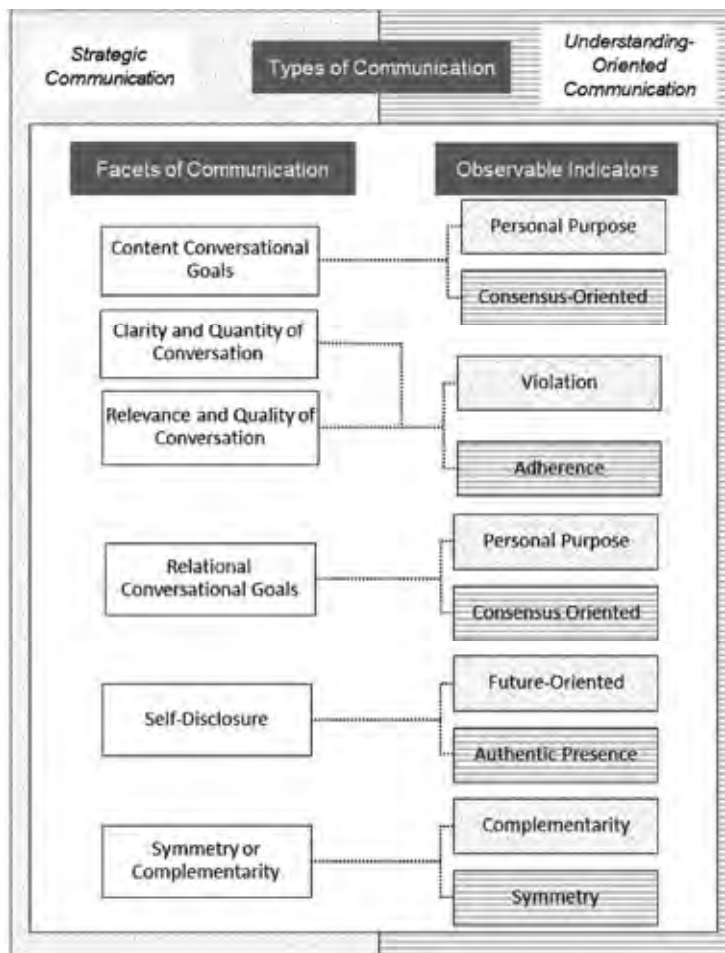 Strategic
Communication
Types of Communication
Understanding-
Oriented
Communication
Facets of Communication
Observable Indicators
Content Conversational
Goals
Personal Purpose
Consensus-Oriented
Clarity and Quantity of
Conversation
Relevance and Quality of
Conversation
Violation
Adherence
Relational
Conversational Goals
Personal Purpose
Consensus Oriented
Self-Disclosure
Future-Oriented
Authentic Presence
Symmetry or
Complementarity
Complementarity
Symmetry